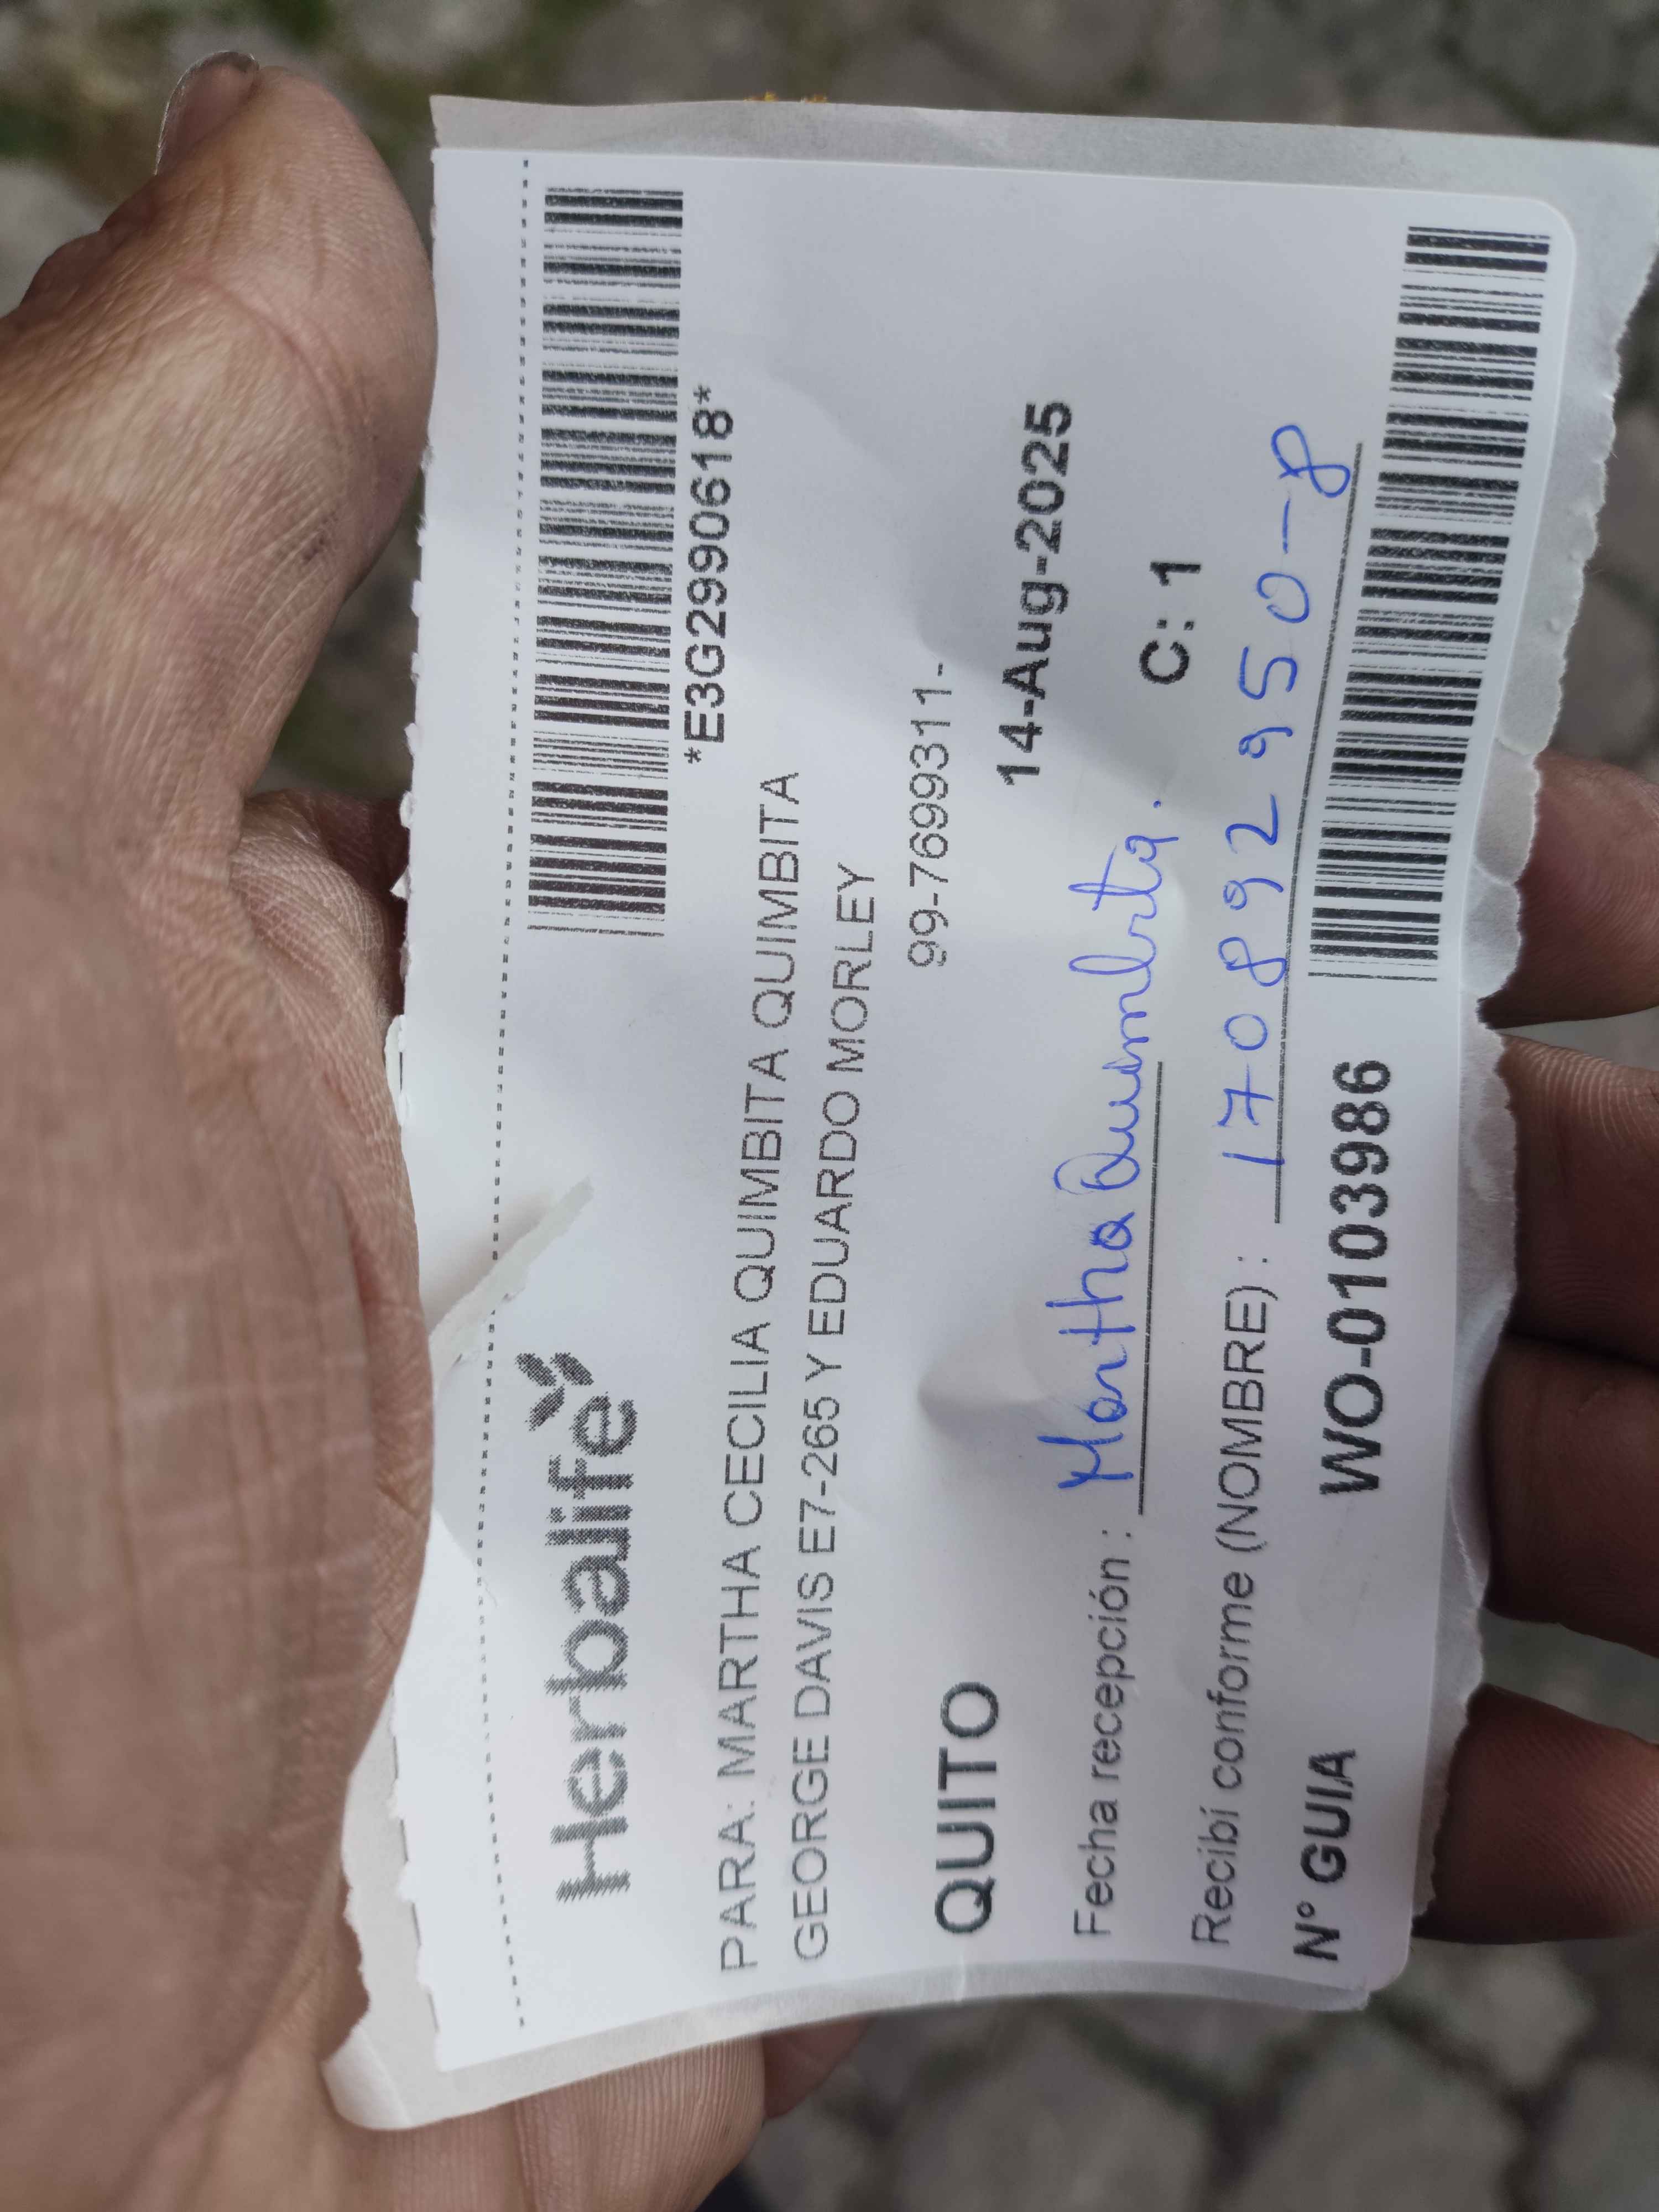 Herbalife
*E3G2990618*
PARA: MARTHA CECILIA QUIMBITA QUIMBITA
GEORGE DAVIS E7-265 Y EDUARDO MORLEY
99-7699311-
QUITO
14-Aug-2025
Fecha recepción : Martha Quimbita.
C: 1
Recibí conforme (NOMBRE) : 170892950-8
N° GUIA WO-0103986